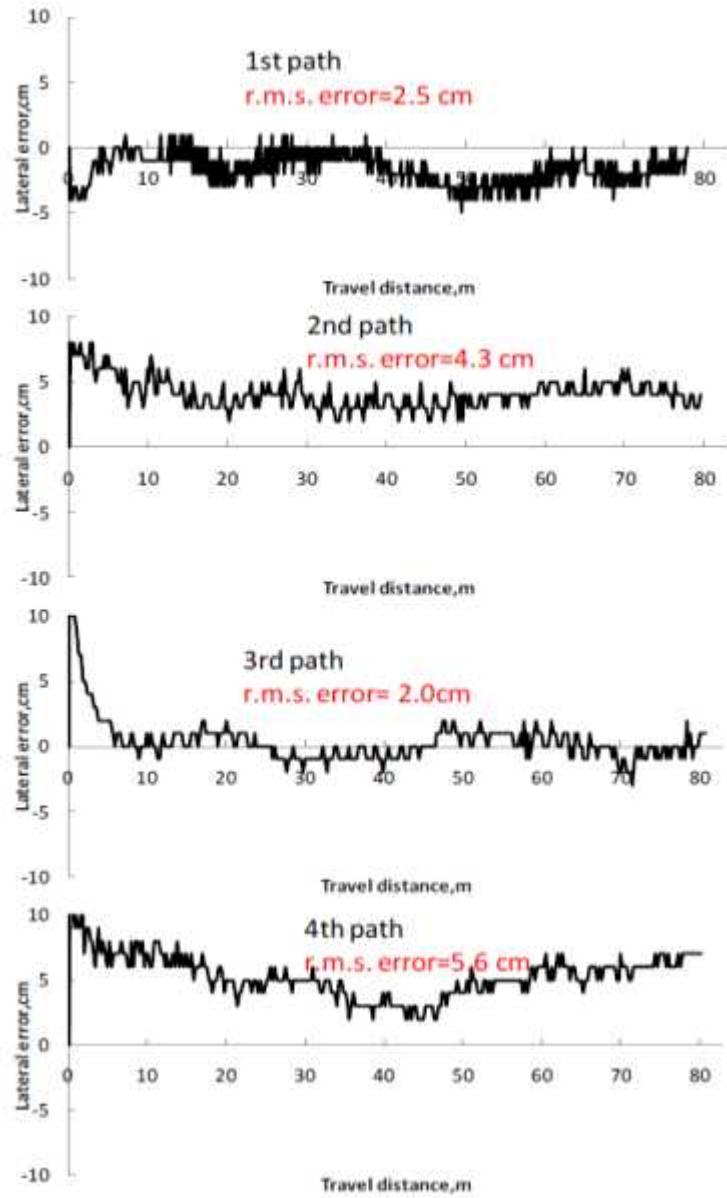 10
1st path
r.m.s. error=2.5 cm
5
Lateral error,cm
0
0 10 30 80
-5
-10
Travel distance,m
10
2nd path
r.m.s. error=4.3 cm
5
Lateral error,cm
0
0 10 20 30 40 50 60 70 80
-5
-10
Travel distance,m
10
3rd path
r.m.s. error= 2.0cm
5
Lateral error,cm
0
0 10 20 30 40 50 60 70 80
-5
-10
Travel distance,m
10
4th path
r.m.s. error=5.6 cm
5
Lateral error,cm
0
0 10 20 30 40 50 60 70 80
-5
-10
Travel distance,m